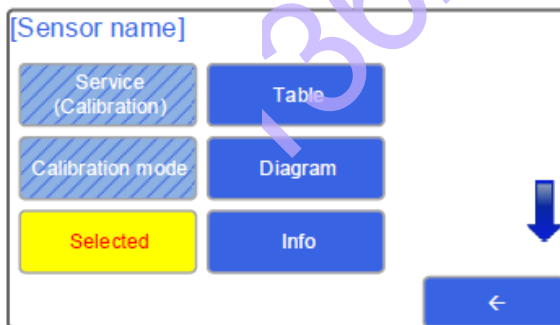 [Sensor name]
Service
(Calibration)
Table
Calibration mode
Diagram
Selected
Info
←